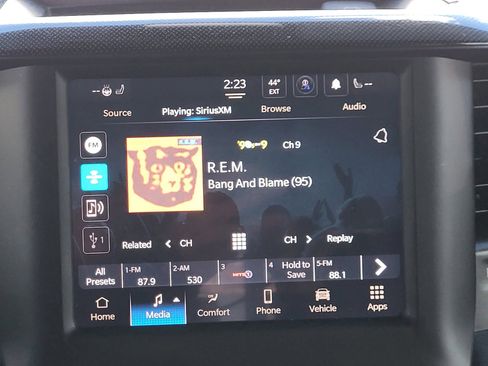 2:23
44°
EXT
--
--
Source
Playing: SiriusXM
Browse
Audio
FM
Ch 9
R.E.M.
Bang And Blame (95)
1
Related
CH
CH
Replay
All
Presets
1-FM
87.9
2-AM
530
3
4
Hold to
Save
5-FM
88.1
Home
Media
Comfort
Phone
Vehicle
Apps